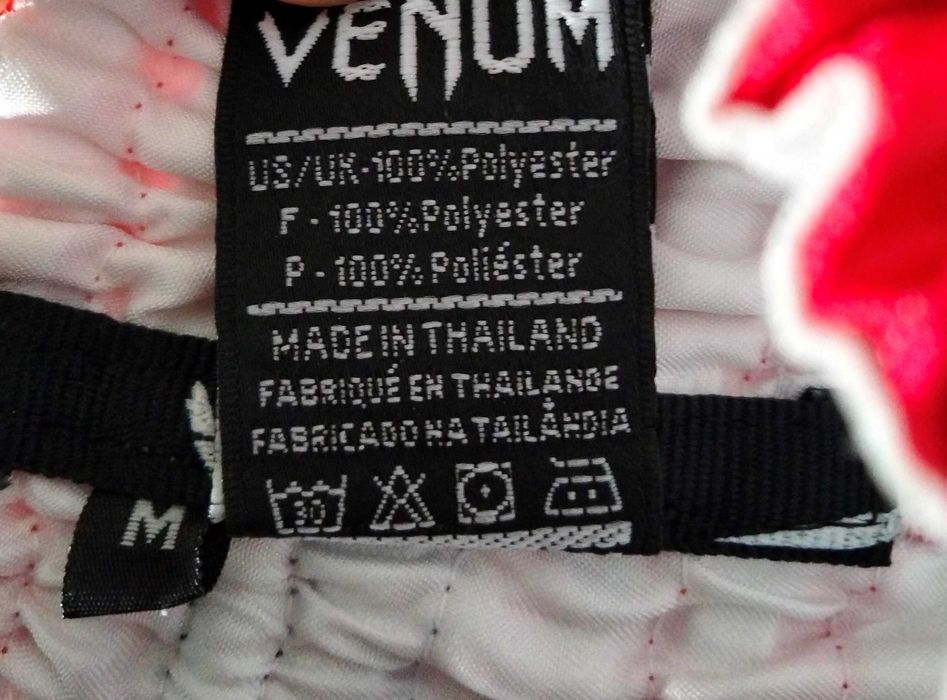 VENUM
US/UK-100%Polyester
F - 100%Polyester
P - 100% Poliéster
MADE IN THAILAND
FABRIQUÉ EN THAILANDE
FABRICADO NA TAILÂNDIA
30
M